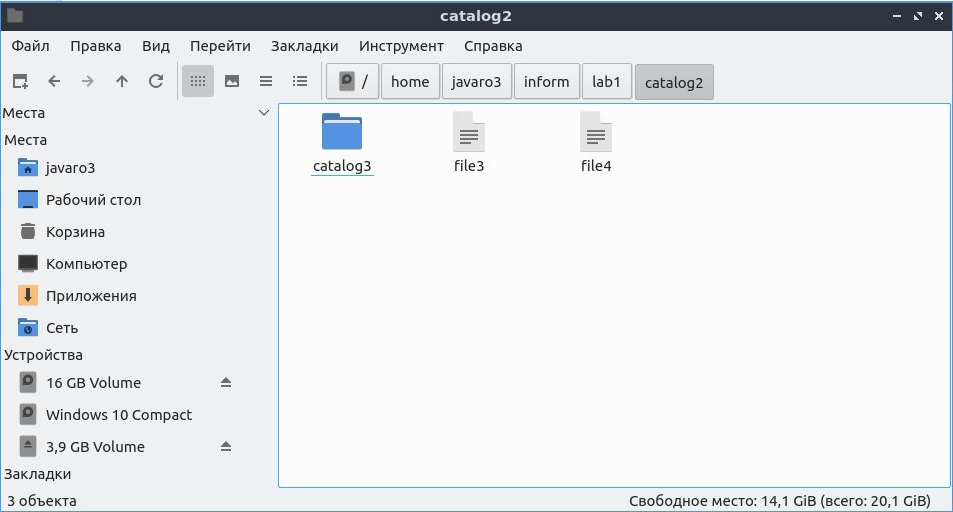 catalog2
Файл Правка Вид Перейти Закладки Инструмент Справка
/ home javaro3 inform lab1 catalog2
Места
Места
javaro3
Рабочий стол
Корзина
Компьютер
Приложения
Сеть
Устройства
16 GB Volume
Windows 10 Compact
3,9 GB Volume
Закладки
catalog3 file3 file4
3 объекта Свободное место: 14,1 GiB (всего: 20,1 GiB)